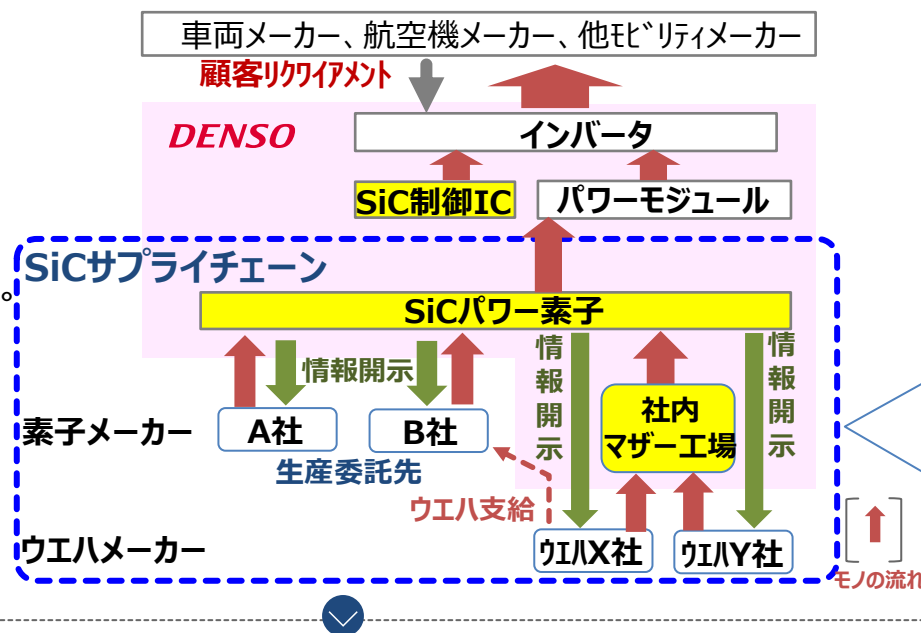 車両メーカー、航空機メーカー、他ﾓﾋﾞﾘﾃｨメーカー
顧客ﾘｸﾜｲｱﾒﾝﾄ
DENSO
インバータ
SiC制御IC
パワーモジュール
SiCサプライチェーン
。
SiCパワー素子
情報開示
情報開示
情報開示
素子メーカー
A社
B社
社内
マザー工場
生産委託先
ウエハ支給
ウエハメーカー
ｳｴﾊX社
ｳｴﾊY社
モノの流れ